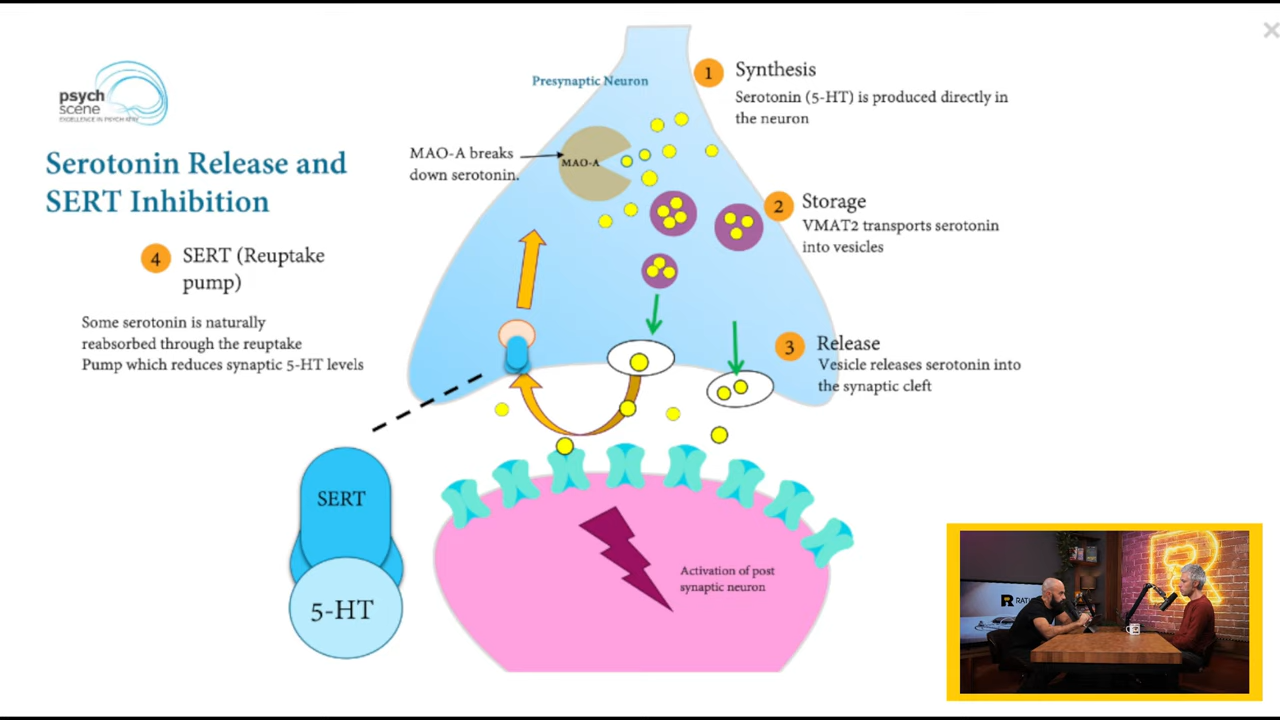 psych
scene
EXCELLENCE IN PSYCHIATRY
Serotonin Release and
SERT Inhibition
Presynaptic Neuron
1
Synthesis
Serotonin (5-HT) is produced directly in
the neuron
MAO-A breaks
down serotonin.
MAO-A
2
Storage
VMAT2 transports serotonin
into vesicles
4
SERT (Reuptake
pump)
Some serotonin is naturally
reabsorbed through the reuptake
Pump which reduces synaptic 5-HT levels
3
Release
Vesicle releases serotonin into
the synaptic cleft
SERT
5-HT
Activation of post
synaptic neuron